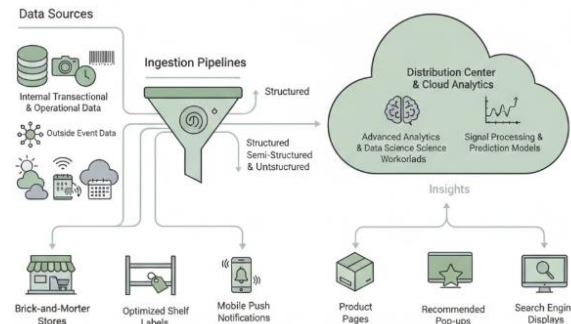 Data Sources
Internal Transectional
& Operational Data
Outside Event Data
Ingestion Pipelines
Structured
Structured
Semi-Structured
& Untsructured
Distribution Center
& Cloud Analytics
Advanced Analytics
& Data Science Science
Workorlads
Signal Processing &
Prediction Models
Insights
Brick-and-Morter
Stores
Optimized Shelf
Labels
Mobile Push
Notifications
Product
Pages
Recommended
Pop-ups
Search Engin
Displays